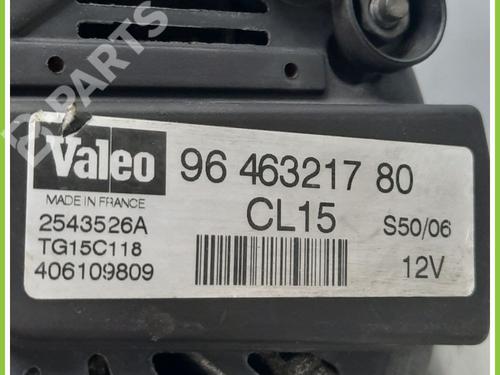 B-PARTS
Valeo
96 463217 80
MADE IN FRANCE
CL15
S50/06
2543526A
TG15C118
406109809
12V